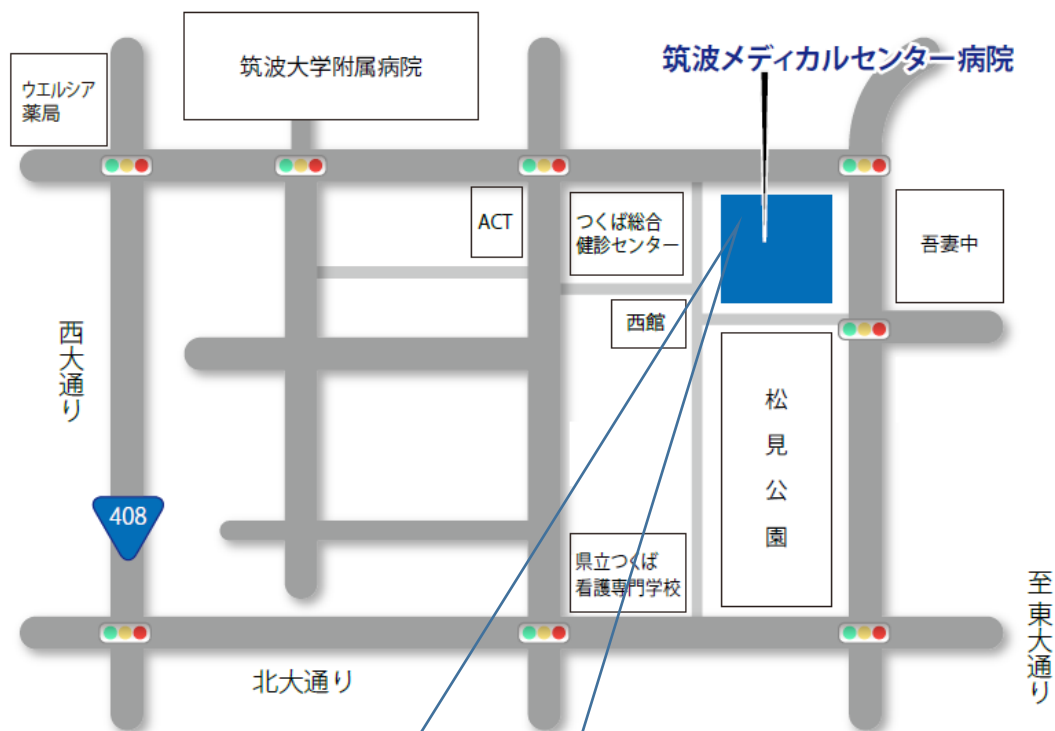 筑波大学附属病院
筑波メディカルセンター病院
ウエルシア
薬局
ACT
つくば総合
健診センター
吾妻中
西館
西大通り
松見公園
408
県立つくば
看護専門学校
至東大通り
北大通り